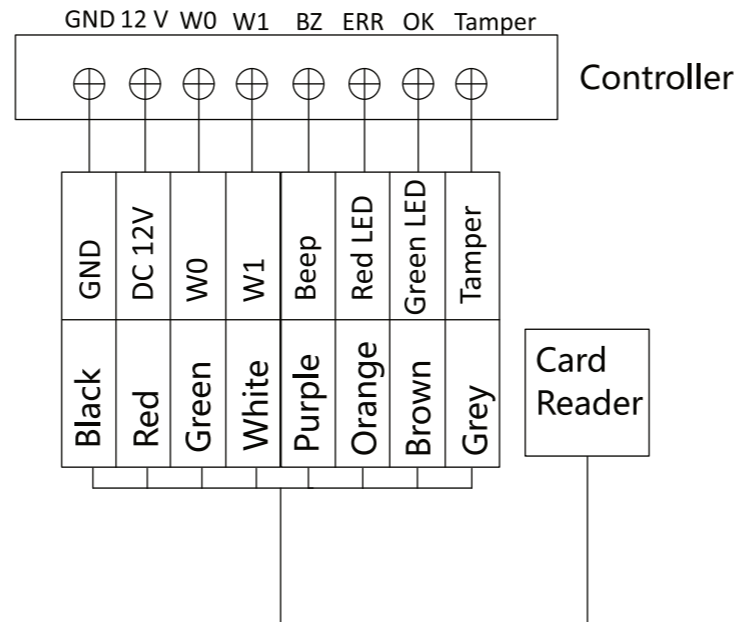 GND 12 V W0 W1 BZ ERR OK Tamper
Controller
GND DC 12V W0 W1 Beep Red LED Green LED Tamper
Black Red Green White Purple Orange Brown Grey
Card
Reader